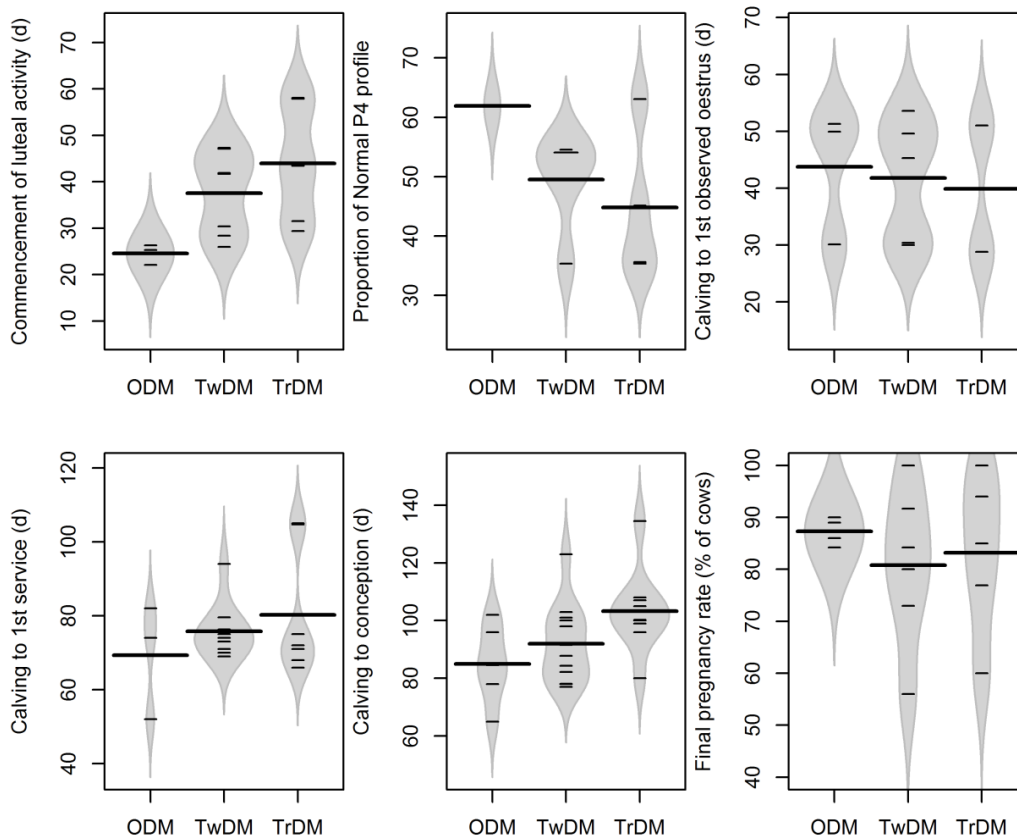 Commencement of luteal activity (d)
70
60
50
40
30
20
10
ODM TwDM TrDM
Proportion of Normal P4 profile
70
60
50
40
30
ODM TwDM TrDM
Calving to 1st observed oestrus (d)
70
60
50
40
30
20
ODM TwDM TrDM
Calving to 1st service (d)
120
100
80
60
40
ODM TwDM TrDM
Calving to conception (d)
140
120
100
80
60
ODM TwDM TrDM
Final pregnancy rate (% of cows)
100
90
80
70
60
50
40
ODM TwDM TrDM